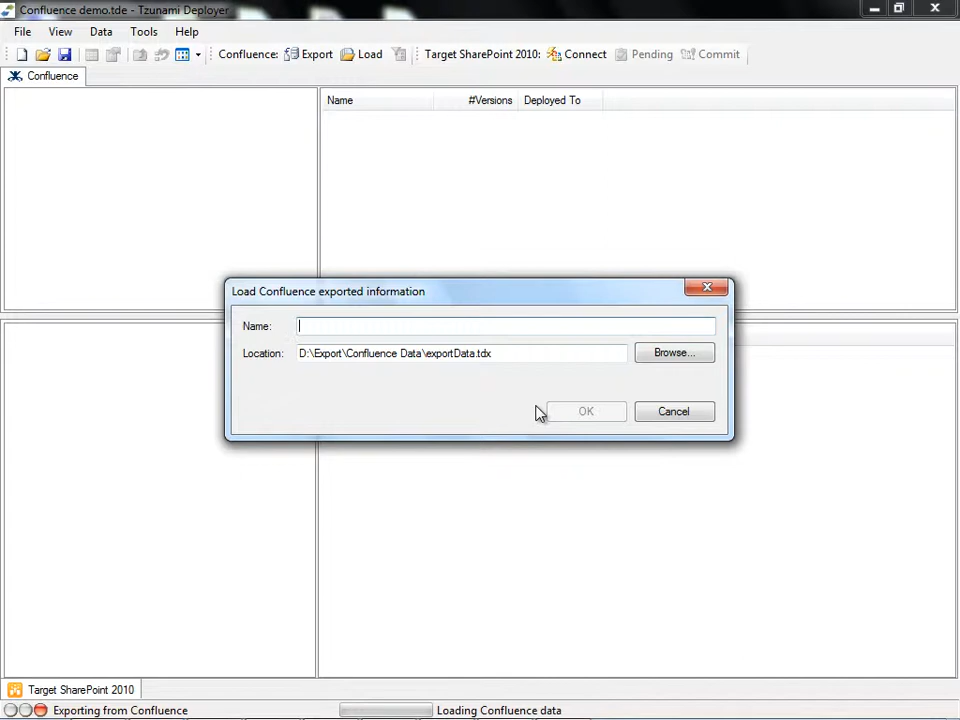 Confluence demo.tde - Tzunami Deployer
File View Data Tools Help
Confluence: Export Load Target SharePoint 2010: Connect Pending Commit
Confluence
Name #Versions Deployed To
Load Confluence exported information
Name:
Location: D:\Export\Confluence Data\exportData.tdx Browse...
OK Cancel
Target SharePoint 2010
Exporting from Confluence Loading Confluence data